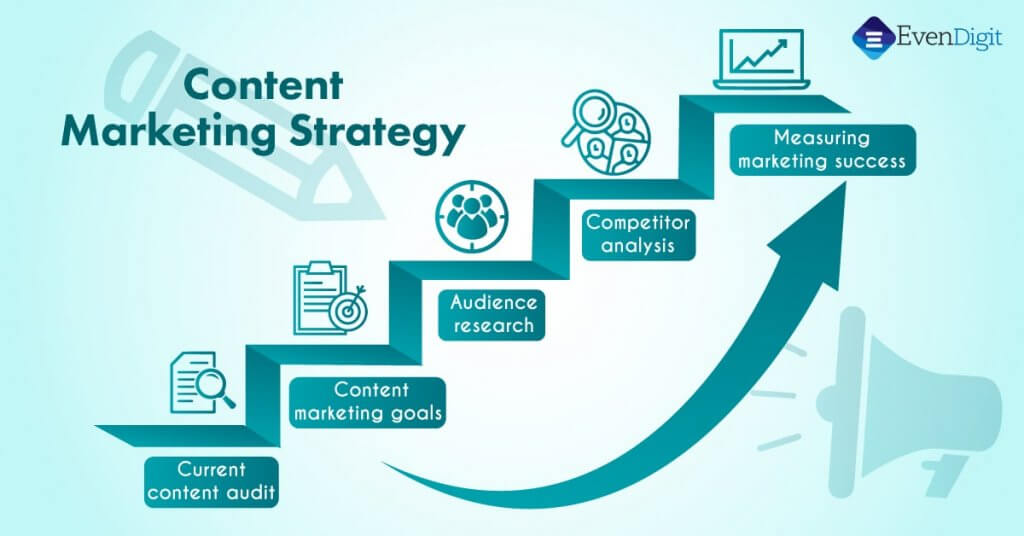 EvenDigit
Content
Marketing Strategy
Measuring
marketing success
Competitor
analysis
Audience
research
Content
marketing goals
Current
content audit